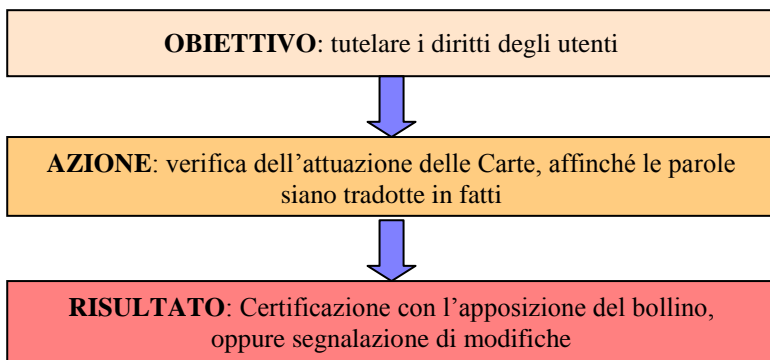 OBIETTIVO: tutelare i diritti degli utenti
AZIONE: verifica dell’attuazione delle Carte, affinché le parole
siano tradotte in fatti
RISULTATO: Certificazione con l’apposizione del bollino,
oppure segnalazione di modifiche